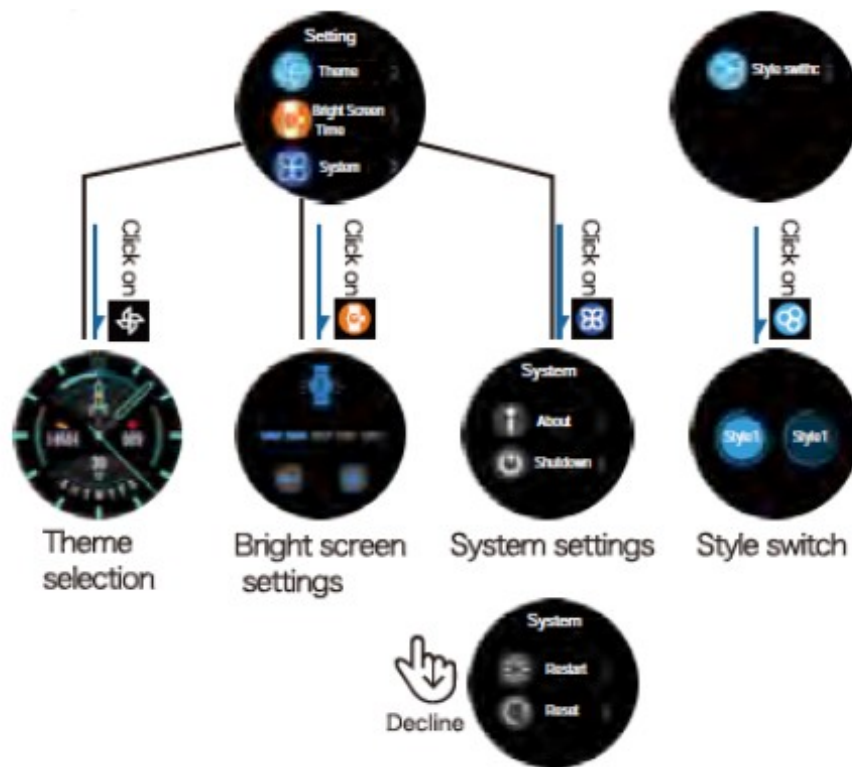 Setting
Theme
Bright Screen
Time
System
Style swithc
Click on
Click on
Click on
Click on
System
About
Shutdown
Style1
Style1
Theme
selection
Bright screen
settings
System settings
Style switch
System
Restart
Reset
Decline